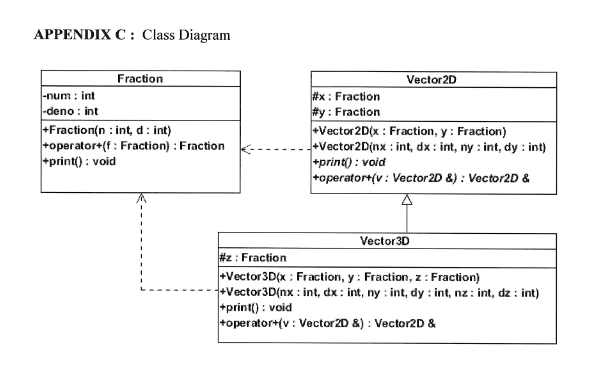 APPENDIX C : Class Diagram
Fraction
-num : int
-deno : int
+Fraction(n : int, d : int)
+operator+(f : Fraction) : Fraction
+print() : void
Vector2D
#x : Fraction
#y : Fraction
+Vector2D(x : Fraction, y : Fraction)
+Vector2D(nx : int, dx : int, ny : int, dy : int)
+print() : void
+operator+(v : Vector2D &) : Vector2D &
Vector3D
#z : Fraction
+Vector3D(x : Fraction, y : Fraction, z : Fraction)
+Vector3D(nx : int, dx : int, ny : int, dy : int, nz : int, dz : int)
+print() : void
+operator+(v : Vector2D &) : Vector2D &